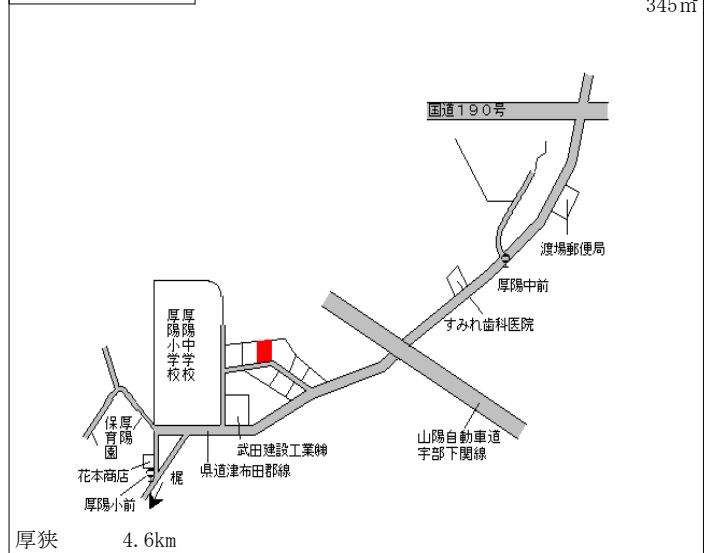 345㎡
国道190号
渡場郵便局
厚陽中前
すみれ歯科医院
厚陽中学校
厚陽小学校
山陽自動車道
宇部下関線
厚陽
保育園
武田建設工業㈱
県道津布田郡線
花本商店
梶
厚陽小前
厚狭 4.6km